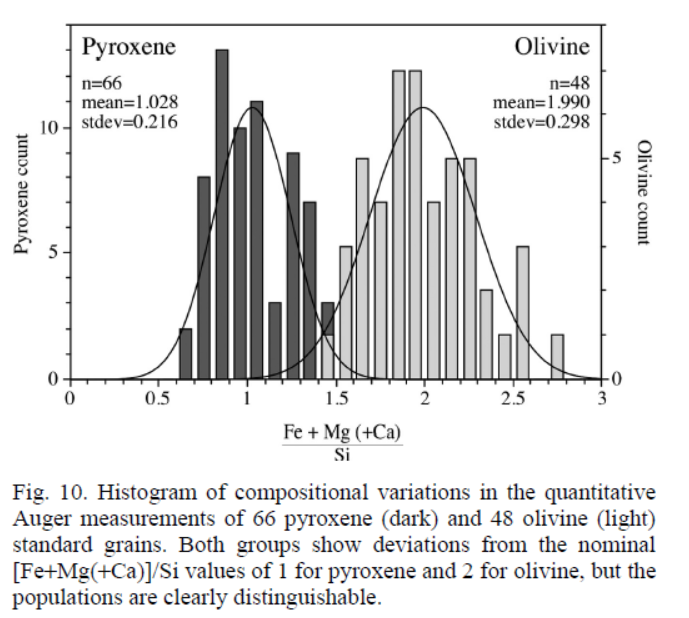 Pyroxene
n=66
mean=1.028
stdev=0.216
Olivine
n=48
mean=1.990
stdev=0.298
Pyroxene count
10
5
0
Olivine count
5
0
0
0.5
1
1.5
2
2.5
3
Fe + Mg (+Ca)
Si
Fig. 10. Histogram of compositional variations in the quantitative
Auger measurements of 66 pyroxene (dark) and 48 olivine (light)
standard grains. Both groups show deviations from the nominal
[Fe+Mg(+Ca)]/Si values of 1 for pyroxene and 2 for olivine, but the
populations are clearly distinguishable.